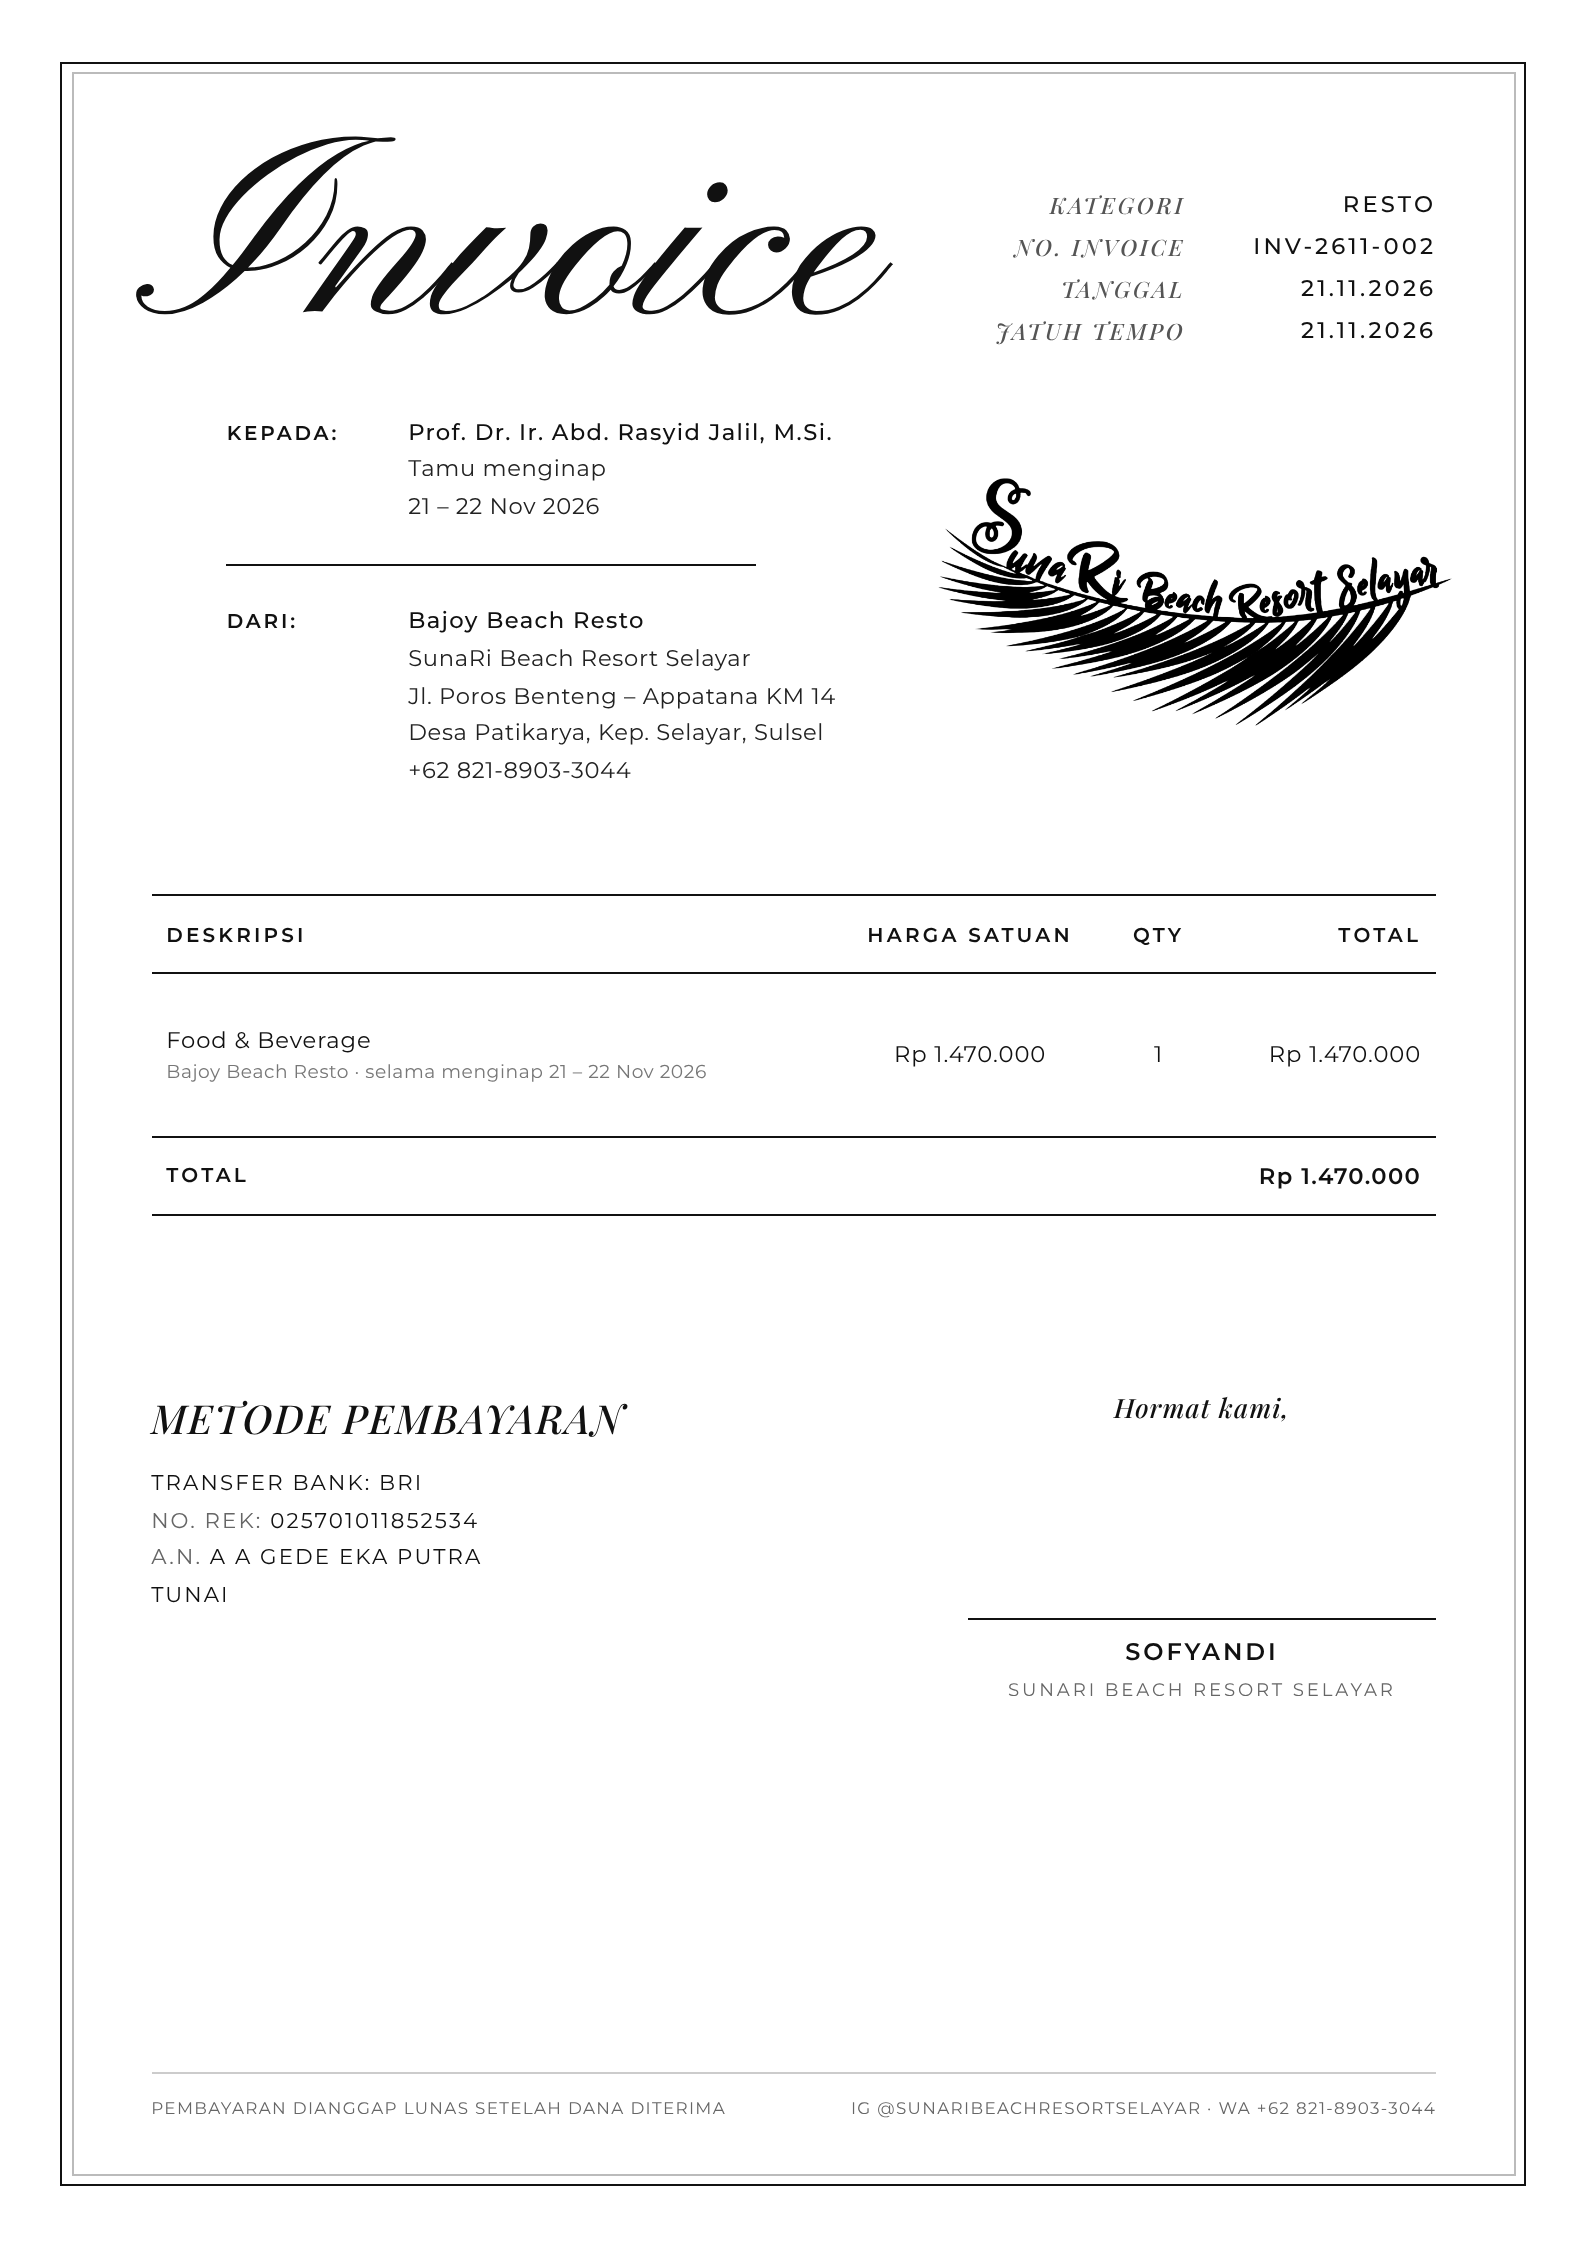 Invoice
KATEGORI RESTO
NO. INVOICE INV-2611-002
TANGGAL 21.11.2026
JATUH TEMPO 21.11.2026
KEPADA: Prof. Dr. Ir. Abd. Rasyid Jalil, M.Si.
Tamu menginap
21 – 22 Nov 2026
SunaRi Beach Resort Selayar
DARI: Bajoy Beach Resto
SunaRi Beach Resort Selayar
Jl. Poros Benteng – Appatana KM 14
Desa Patikarya, Kep. Selayar, Sulsel
+62 821-8903-3044
DESKRIPSI HARGA SATUAN QTY TOTAL
Food & Beverage Rp 1.470.000 1 Rp 1.470.000
Bajoy Beach Resto · selama menginap 21 – 22 Nov 2026
TOTAL Rp 1.470.000
METODE PEMBAYARAN
TRANSFER BANK: BRI
NO. REK: 025701011852534
A.N. A A GEDE EKA PUTRA
TUNAI
Hormat kami,
SOFYANDI
SUNARI BEACH RESORT SELAYAR
PEMBAYARAN DIANGGAP LUNAS SETELAH DANA DITERIMA IG @SUNARIBEACHRESORTSELAYAR · WA +62 821-8903-3044